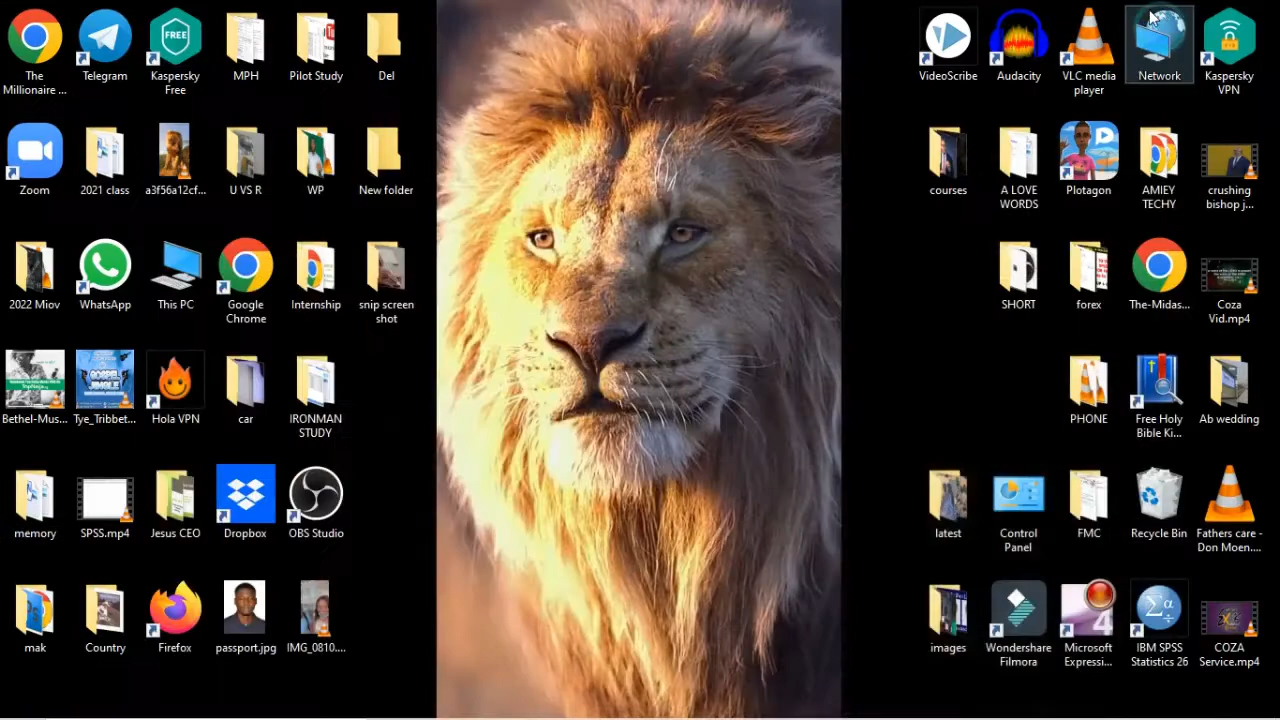 The
Millionaire ...
Telegram
Kaspersky
Free
MPH
Pilot Study
Del
VideoScribe
Audacity
VLC media
player
Network
Kaspersky
VPN
Zoom
2021 class
a3f56a12cf...
U VS R
WP
New folder
courses
A LOVE
WORDS
Plotagon
AMIEY
TECHY
crushing
bishop j...
2022 Miov
WhatsApp
This PC
Google
Chrome
Internship
snip screen
shot
SHORT
forex
The-Midas...
Coza
Vid.mp4
Bethel-Mus...
Tye_Tribbet...
Hola VPN
car
IRONMAN
STUDY
PHONE
Free Holy
Bible Ki...
Ab wedding
memory
SPSS.mp4
Jesus CEO
Dropbox
OBS Studio
latest
Control
Panel
FMC
Recycle Bin
Fathers care -
Don Moen....
mak
Country
Firefox
passport.jpg
IMG_0810....
images
Wondershare
Filmora
Microsoft
Expressi...
IBM SPSS
Statistics 26
COZA
Service.mp4
FREE
zoom
4
Σα